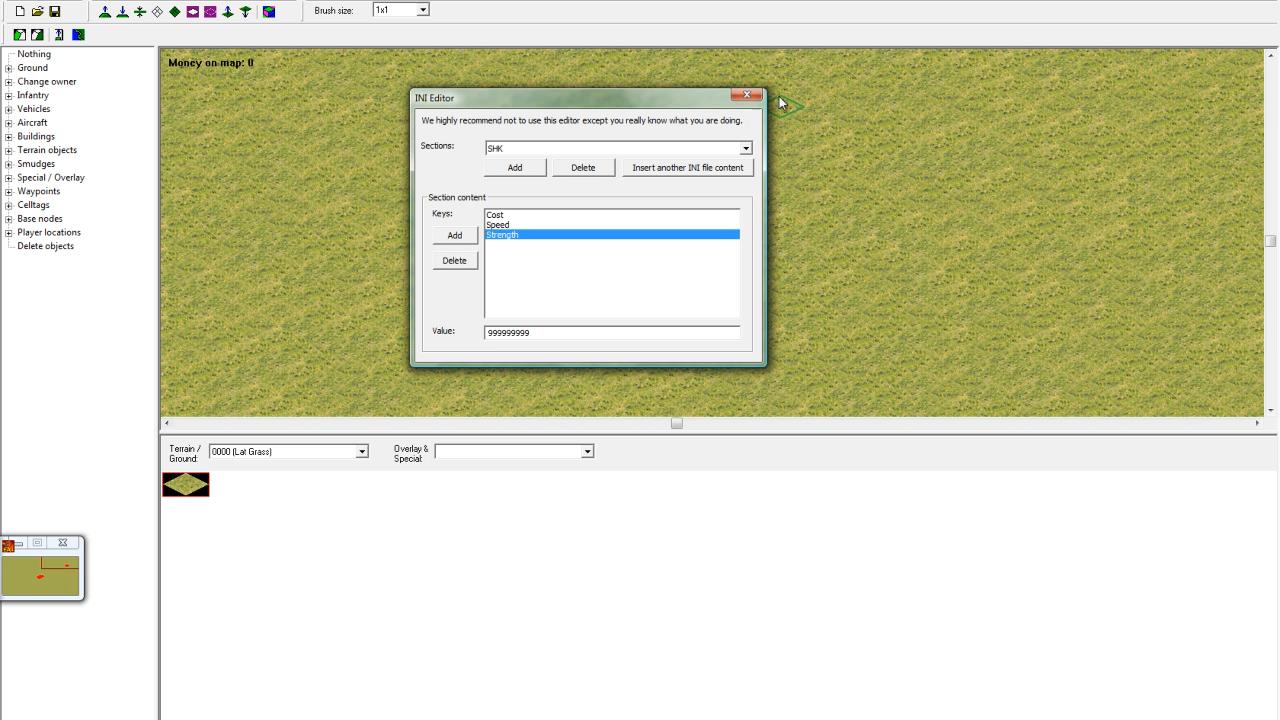 Brush size:
1x1
Nothing
Ground
Change owner
Infantry
Vehicles
Aircraft
Buildings
Terrain objects
Smudges
Special / Overlay
Waypoints
Celltags
Base nodes
Player locations
Delete objects
Money on map: 0
INI Editor
We highly recommend not to use this editor except you really know what you are doing.
Sections:
SHK
Add
Delete
Insert another INI file content
Section content
Keys:
Cost
Speed
Strength
Add
Delete
Value:
999999999
Terrain /
Ground:
0000 (Lat Grass)
Overlay &
Special: